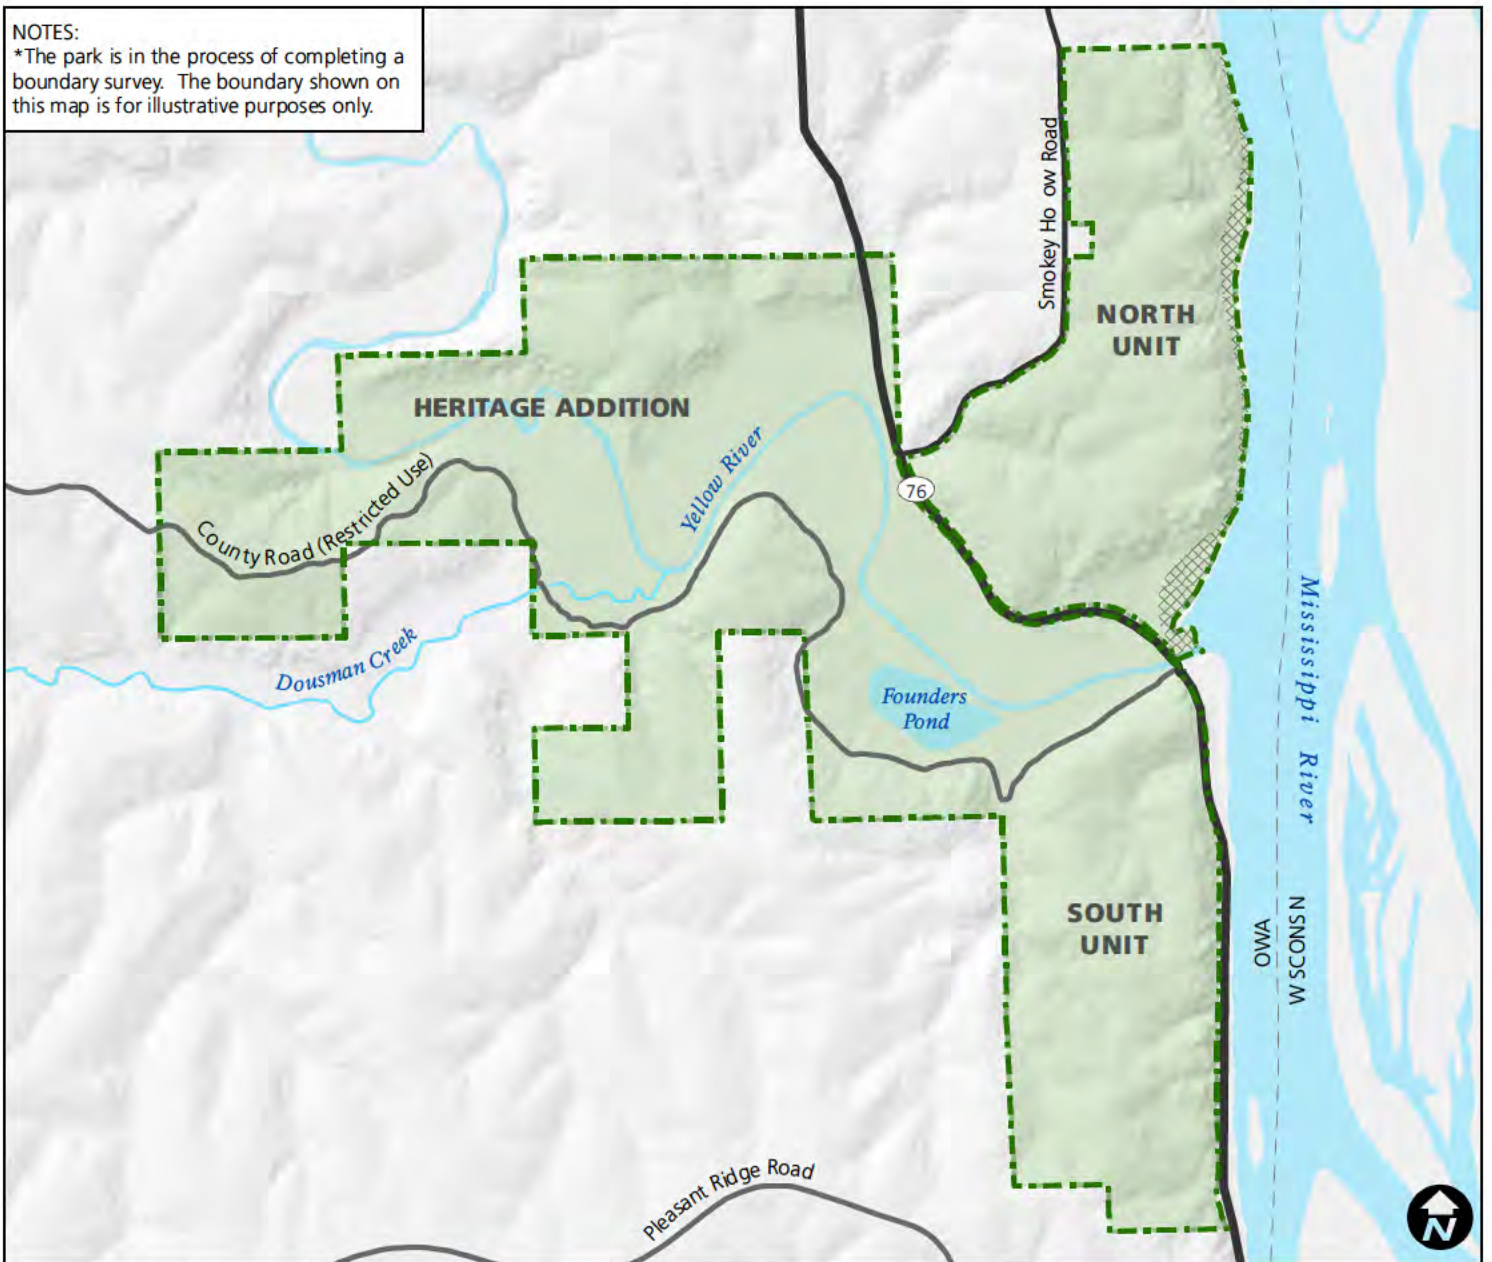 NOTES:
*The park is in the process of completing a
boundary survey. The boundary shown on
this map is for illustrative purposes only.
Smokey Ho ow Road
NORTH
UNIT
HERITAGE ADDITION
Yellow River
County Road (Restricted Use)
76
Mississippi River
Dousman Creek
Founders
Pond
SOUTH
UNIT
OWA
W SCONS N
Pleasant Ridge Road
N